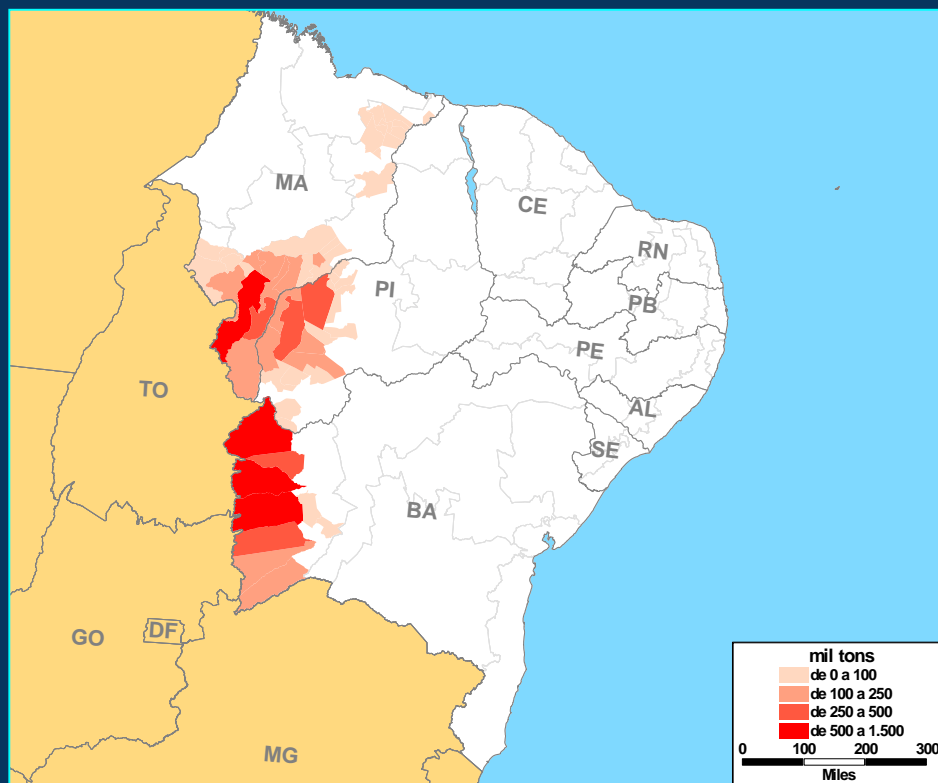 MA
CE
RN
PI
PB
PE
TO
AL
SE
BA
DF
GO
MG
mil tons
de 0 a 100
de 100 a 250
de 250 a 500
de 500 a 1.500
0 100 200 300
Miles